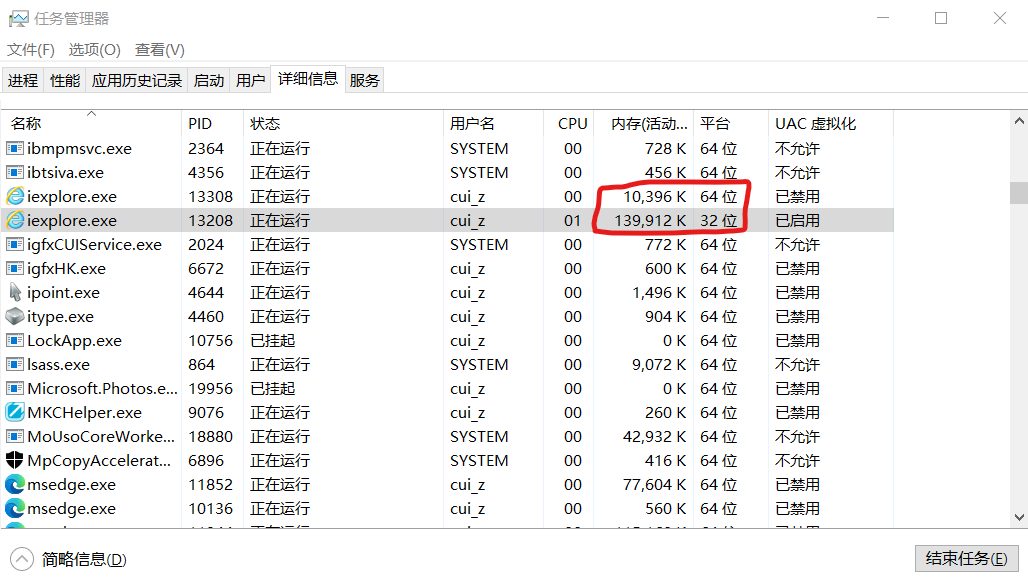 任务管理器
文件(F) 选项(O) 查看(V)
进程 性能 应用历史记录 启动 用户 详细信息 服务
名称 PID 状态 用户名 CPU 内存(活动... 平台 UAC 虚拟化
ibmpmsvc.exe 2364 正在运行 SYSTEM 00 728 K 64 位 不允许
ibtsiva.exe 4356 正在运行 SYSTEM 00 456 K 64 位 不允许
iexplore.exe 13308 正在运行 cui_z 00 10,396 K 64 位 已禁用
iexplore.exe 13208 正在运行 cui_z 01 139,912 K 32 位 已启用
igfxCUIService.exe 2024 正在运行 SYSTEM 00 772 K 64 位 不允许
igfxHK.exe 6672 正在运行 cui_z 00 600 K 64 位 已禁用
ipoint.exe 4644 正在运行 cui_z 00 1,496 K 64 位 已禁用
itype.exe 4460 正在运行 cui_z 00 904 K 64 位 已禁用
LockApp.exe 10756 已挂起 cui_z 00 0 K 64 位 已禁用
lsass.exe 864 正在运行 SYSTEM 00 9,072 K 64 位 不允许
Microsoft.Photos.e... 19956 已挂起 cui_z 00 0 K 64 位 已禁用
MKCHelper.exe 9076 正在运行 cui_z 00 260 K 64 位 已禁用
MoUsoCoreWorke... 18880 正在运行 SYSTEM 00 42,932 K 64 位 不允许
MpCopyAccelerat... 6896 正在运行 SYSTEM 00 416 K 64 位 不允许
msedge.exe 11852 正在运行 cui_z 00 77,604 K 64 位 已禁用
msedge.exe 10136 正在运行 cui_z 00 560 K 64 位 已禁用
简略信息(D) 结束任务(E)